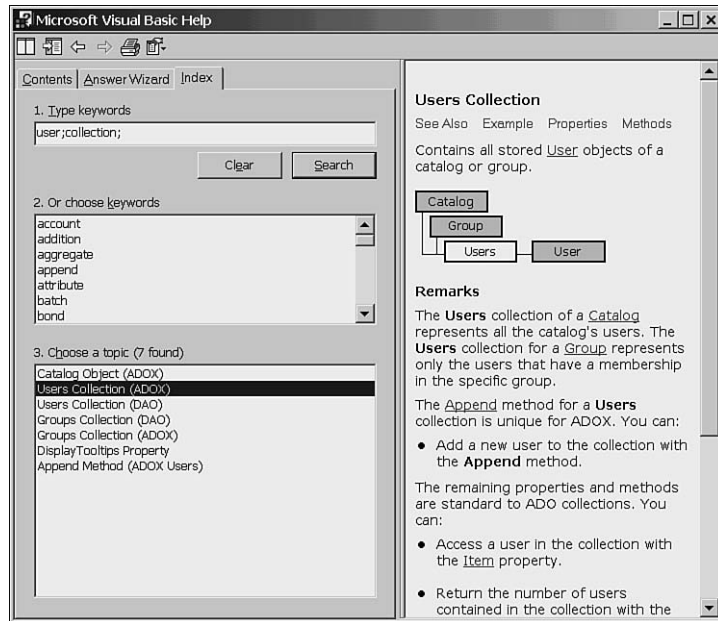 Microsoft Visual Basic Help
Contents Answer Wizard Index
1. Type keywords
user;collection;
Clear Search
2. Or choose keywords
account
addition
aggregate
append
attribute
batch
bond
3. Choose a topic (7 found)
Catalog Object (ADOX)
Users Collection (ADOX)
Users Collection (DAO)
Groups Collection (DAO)
Groups Collection (ADOX)
DisplayTooltips Property
Append Method (ADOX Users)
Users Collection
See Also Example Properties Methods
Contains all stored User objects of a
catalog or group.
Catalog
Group
Users User
Remarks
The Users collection of a Catalog
represents all the catalog's users. The
Users collection for a Group represents
only the users that have a membership
in the specific group.
The Append method for a Users
collection is unique for ADOX. You can:
• Add a new user to the collection with
the Append method.
The remaining properties and methods
are standard to ADO collections. You
can:
• Access a user in the collection with
the Item property.
• Return the number of users
contained in the collection with the